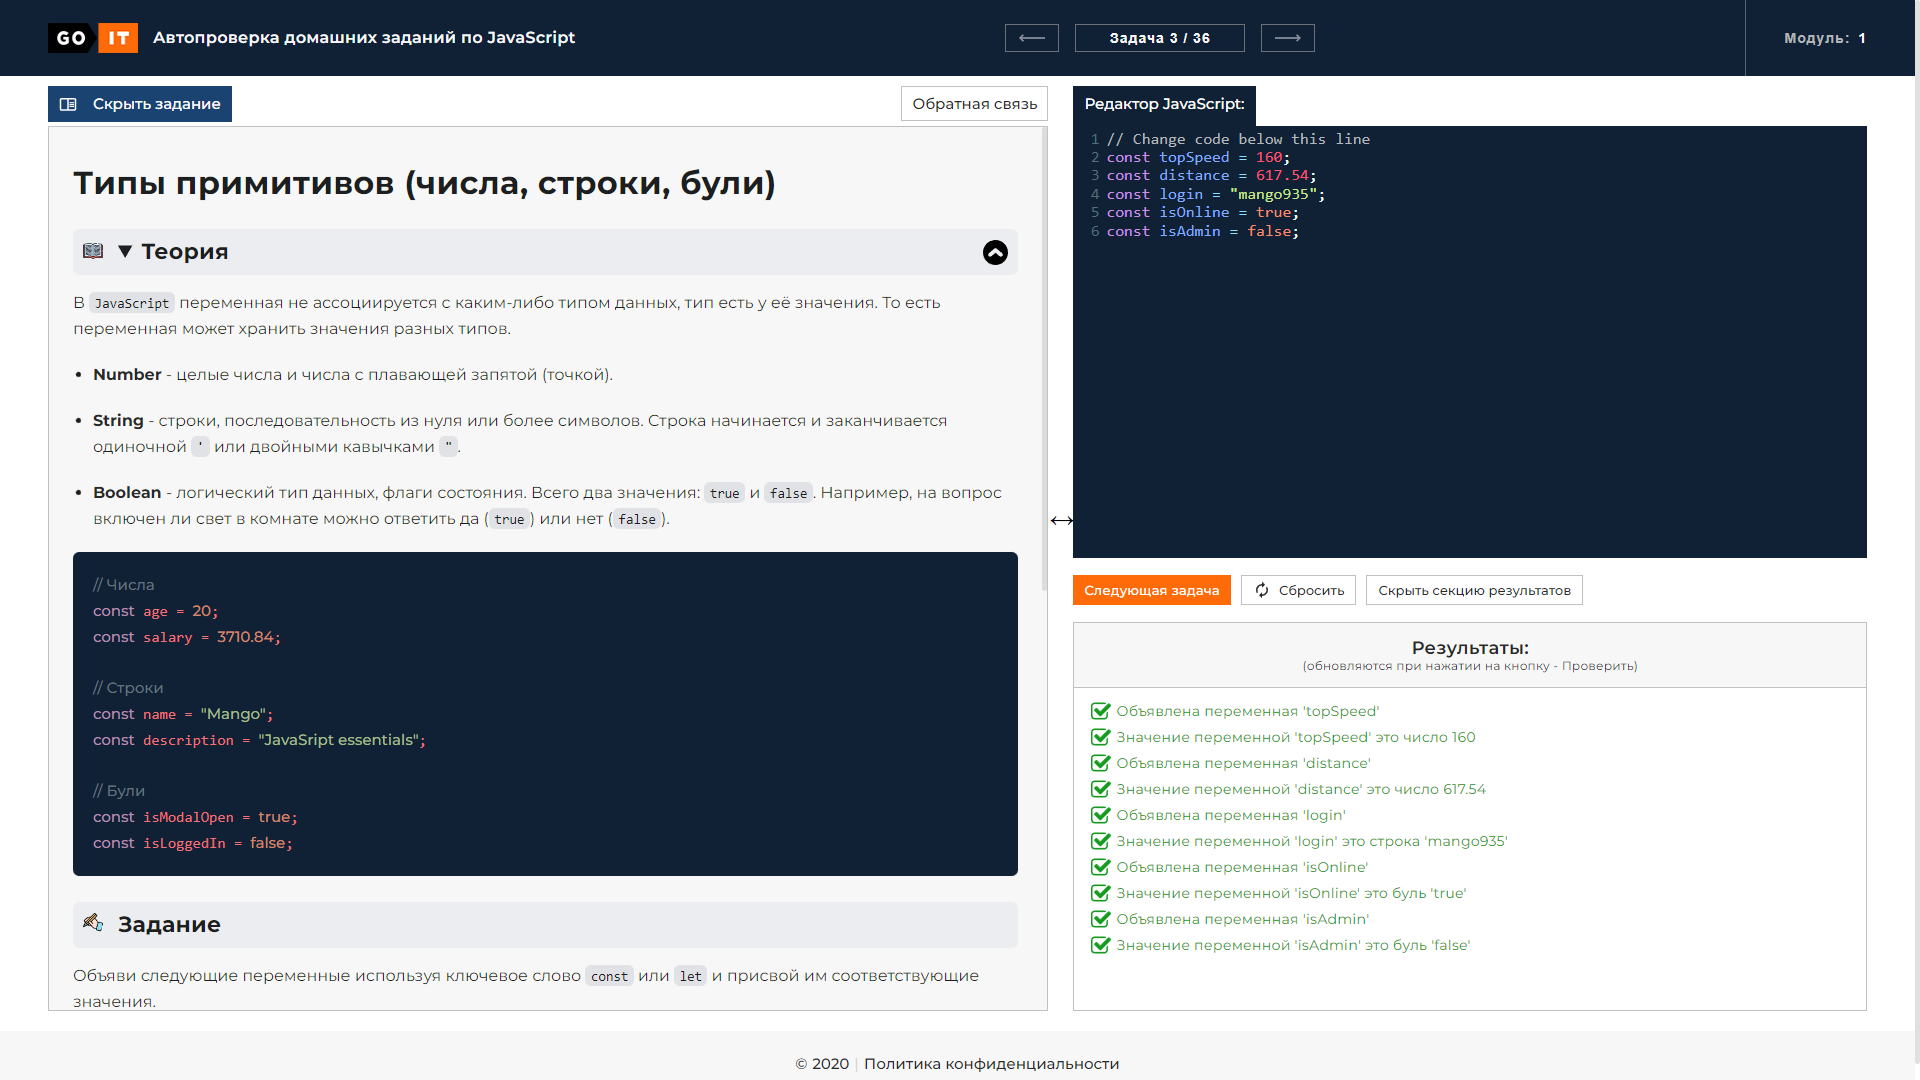 GO IT Автопроверка домашних заданий по JavaScript
Задача 3 / 36
Модуль: 1
Скрыть задание
Обратная связь
Типы примитивов (числа, строки, були)
Теория
В JavaScript переменная не ассоциируется с каким-либо типом данных, тип есть у её значения. То есть
переменная может хранить значения разных типов.
• Number - целые числа и числа с плавающей запятой (точкой).
• String - строки, последовательность из нуля или более символов. Строка начинается и заканчивается
одиночной ' или двойными кавычками ".
• Boolean - логический тип данных, флаги состояния. Всего два значения: true и false. Например, на вопрос
включен ли свет в комнате можно ответить да (true) или нет (false).
// Числа
const age = 20;
const salary = 3710.84;
// Строки
const name = "Mango";
const description = "JavaSript essentials";
// Були
const isModalOpen = true;
const isLoggedIn = false;
Задание
Объяви следующие переменные используя ключевое слово const или let и присвой им соответствующие
значения.
Редактор JavaScript:
1 // Change code below this line
2 const topSpeed = 160;
3 const distance = 617.54;
4 const login = "mango935";
5 const isOnline = true;
6 const isAdmin = false;
Следующая задача
Сбросить
Скрыть секцию результатов
Результаты:
(обновляются при нажатии на кнопку - Проверить)
Объявлена переменная 'topSpeed'
Значение переменной 'topSpeed' это число 160
Объявлена переменная 'distance'
Значение переменной 'distance' это число 617.54
Объявлена переменная 'login'
Значение переменной 'login' это строка 'mango935'
Объявлена переменная 'isOnline'
Значение переменной 'isOnline' это буль 'true'
Объявлена переменная 'isAdmin'
Значение переменной 'isAdmin' это буль 'false'
© 2020 | Политика конфиденциальности